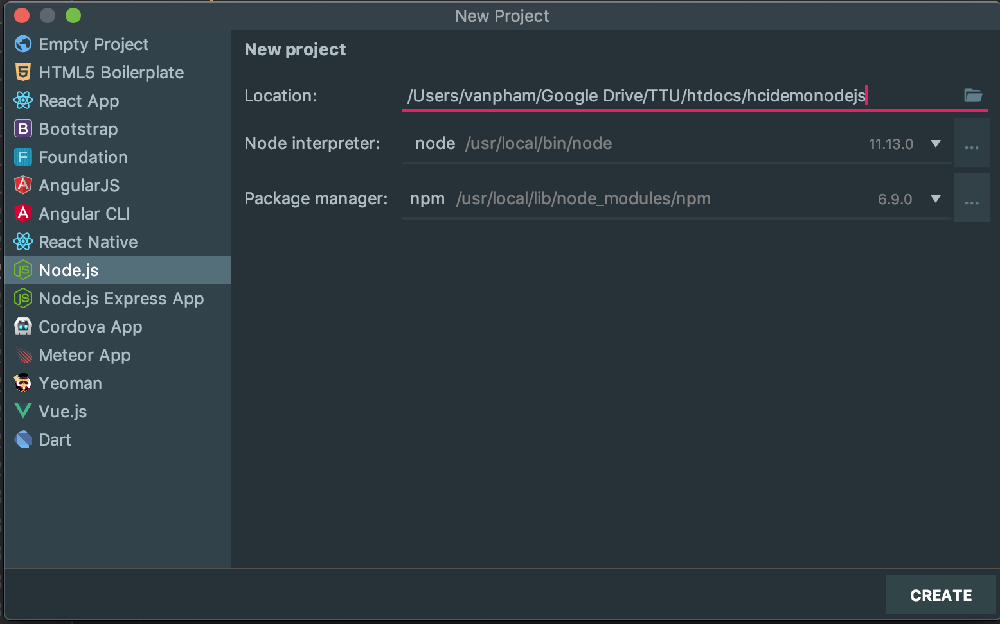 New Project
Empty Project
HTML5 Boilerplate
React App
Bootstrap
Foundation
AngularJS
Angular CLI
React Native
Node.js
Node.js Express App
Cordova App
Meteor App
Yeoman
Vue.js
Dart
New project
Location: /Users/vanpham/Google Drive/TTU/htdocs/hcidemonodejs
Node interpreter: node /usr/local/bin/node 11.13.0 ...
Package manager: npm /usr/local/lib/node_modules/npm 6.9.0 ...
CREATE